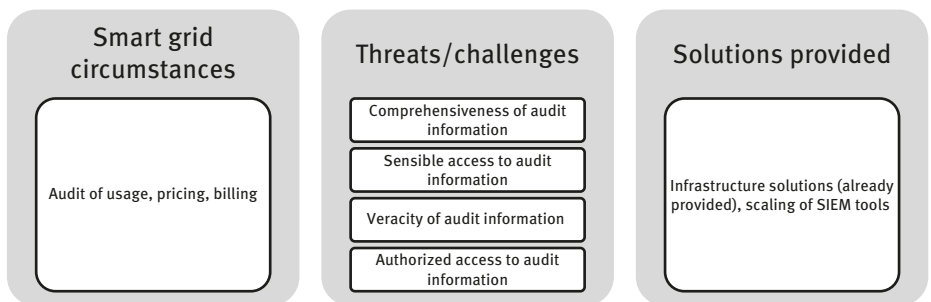 Smart grid
circumstances
Audit of usage, pricing, billing
Threats/challenges
Comprehensiveness of audit
information
Sensible access to audit
information
Veracity of audit information
Authorized access to audit
information
Solutions provided
Infrastructure solutions (already
provided), scaling of SIEM tools